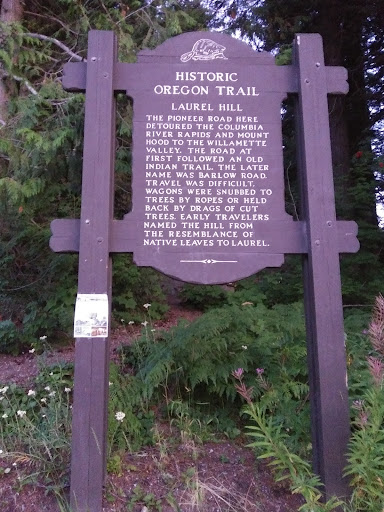 HISTORIC
OREGON TRAIL
LAUREL HILL
THE PIONEER ROAD HERE
DETOURED THE COLUMBIA
RIVER RAPIDS AND MOUNT
HOOD TO THE WILLAMETTE
VALLEY. THE ROAD AT
FIRST FOLLOWED AN OLD
INDIAN TRAIL. THE LATER
NAME WAS BARLOW ROAD.
TRAVEL WAS DIFFICULT.
WAGONS WERE SNUBBED TO
TREES BY ROPES OR HELD
BACK BY DRAGS OF CUT
TREES. EARLY TRAVELERS
NAMED THE HILL FROM
THE RESEMBLANCE OF
NATIVE LEAVES TO LAUREL.